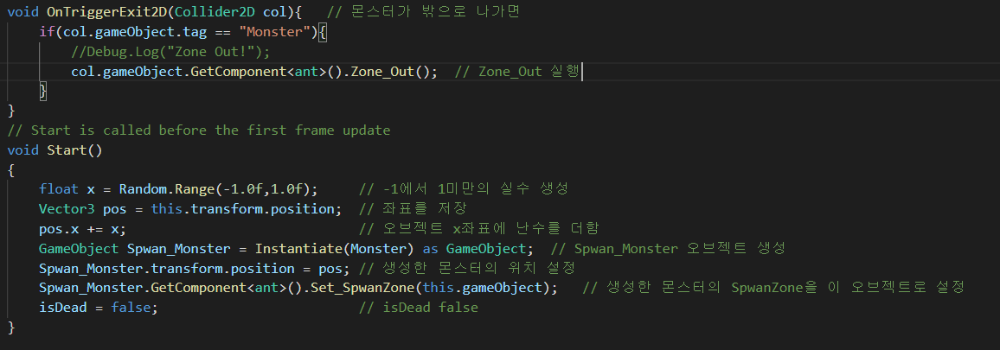 void OnTriggerExit2D(Collider2D col){   // 몬스터가 밖으로 나가면
    if(col.gameObject.tag == "Monster"){
        //Debug.Log("Zone Out!");
        col.gameObject.GetComponent<ant>().Zone_Out();  // Zone_Out 실행
    }
}
// Start is called before the first frame update
void Start()
{
    float x = Random.Range(-1.0f,1.0f);     // -1에서 1미만의 실수 생성
    Vector3 pos = this.transform.position;  // 좌표를 저장
    pos.x += x;                             // 오브젝트 x좌표에 난수를 더함
    GameObject Spwan_Monster = Instantiate(Monster) as GameObject;  // Spwan_Monster 오브젝트 생성
    Spwan_Monster.transform.position = pos; // 생성한 몬스터의 위치 설정
    Spwan_Monster.GetComponent<ant>().Set_SpwanZone(this.gameObject);   // 생성한 몬스터의 SpwanZone을 이 오브젝트로 설정
    isDead = false;                         // isDead false
}